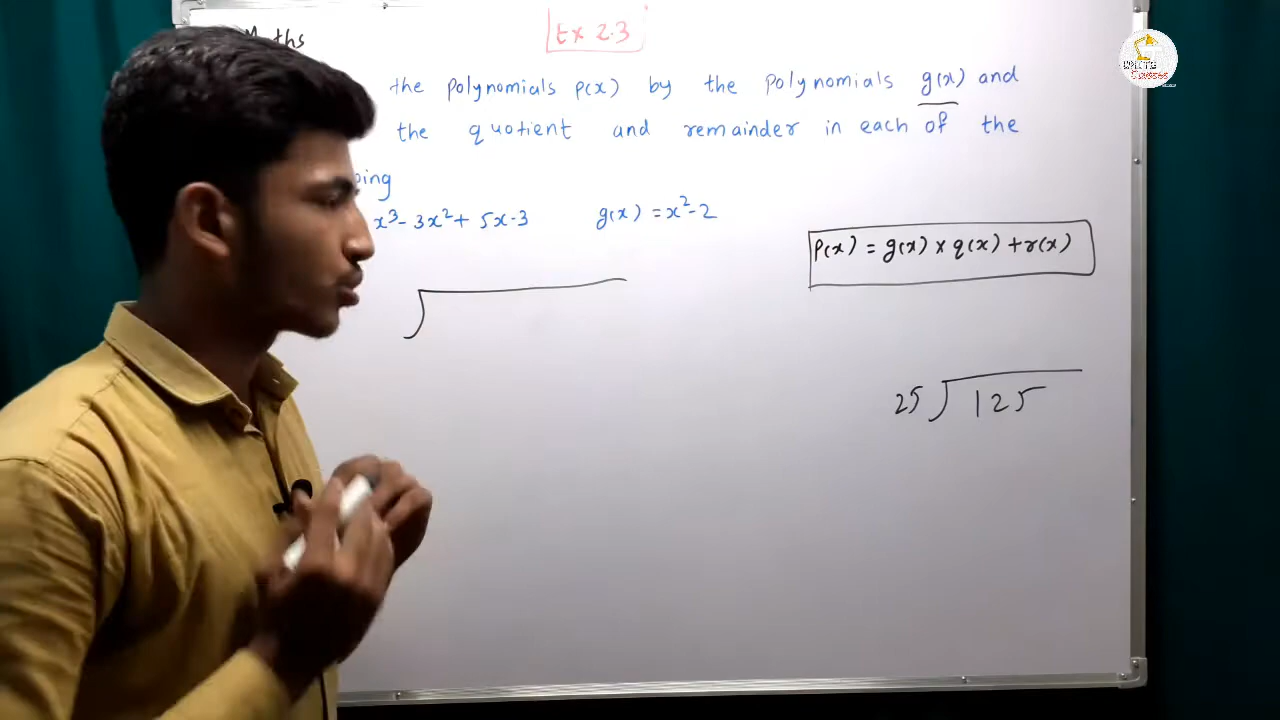 Maths
Ex 2.3
the polynomials p(x) by the polynomials g(x) and
the quotient and remainder in each of the
x³- 3x²+ 5x-3 g(x) = x²-2
P(x) = g(x) x q(x) + r(x)
25 ) 125
Classes